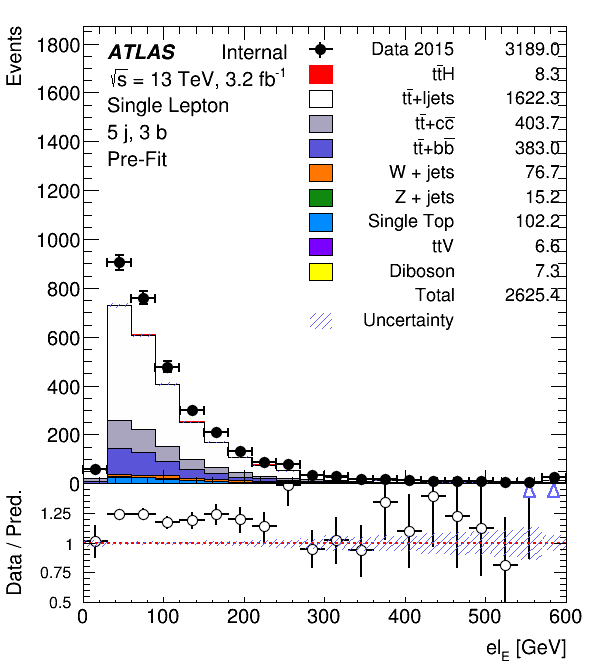 Events
1800
1600
1400
1200
1000
800
600
400
200
0
ATLAS Internal
√s = 13 TeV, 3.2 fb⁻¹
Single Lepton
5 j, 3 b
Pre-Fit
Data 2015 3189.0
tt̄H 8.3
tt̄+ljets 1622.3
tt̄+cc̄ 403.7
tt̄+bb̄ 383.0
W + jets 76.7
Z + jets 15.2
Single Top 102.2
ttV 6.6
Diboson 7.3
Total 2625.4
Uncertainty
Data / Pred.
1.25
1
0.75
0.5
0 100 200 300 400 500 600
el_E [GeV]